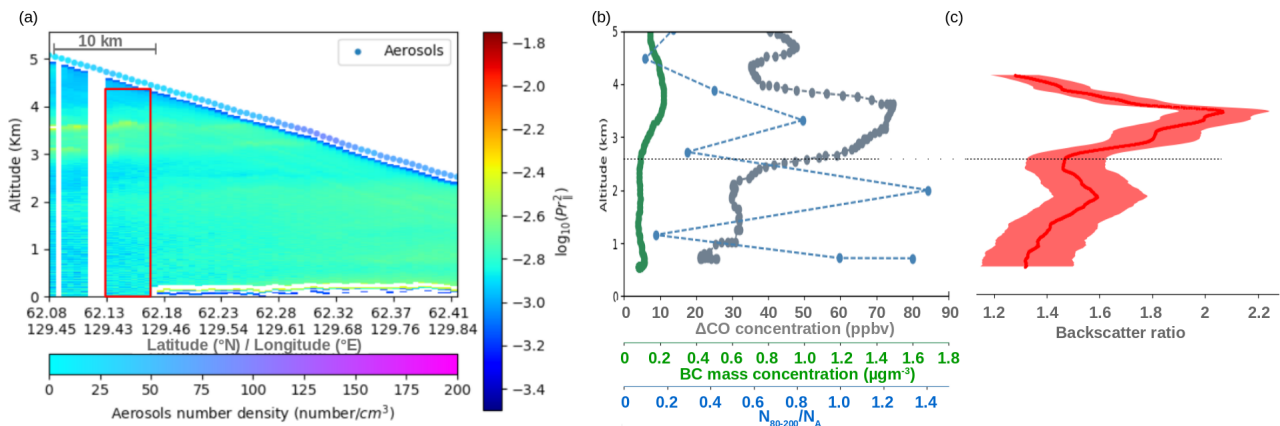 (a)
10 km
Aerosols
Altitude (Km)
5
4
3
2
1
0
62.08 62.13 62.18 62.23 62.28 62.32 62.37 62.41
129.45 129.43 129.46 129.54 129.61 129.68 129.76 129.84
Latitude (°N) / Longitude (°E)
0 25 50 75 100 125 150 175 200
Aerosols number density (number/cm³)
−1.8
−2.0
−2.2
−2.4
−2.6
−2.8
−3.0
−3.2
−3.4
log₁₀(Pr²∥)
(b)
Altitude (km)
5
4
3
2
1
0
0 10 20 30 40 50 60 70 80 90
ΔCO concentration (ppbv)
0 0.2 0.4 0.6 0.8 1.0 1.2 1.4 1.6 1.8
BC mass concentration (µgm⁻³)
0 0.2 0.4 0.6 0.8 1.0 1.2 1.4
N80-200/NA
(c)
1.2 1.4 1.6 1.8 2 2.2
Backscatter ratio